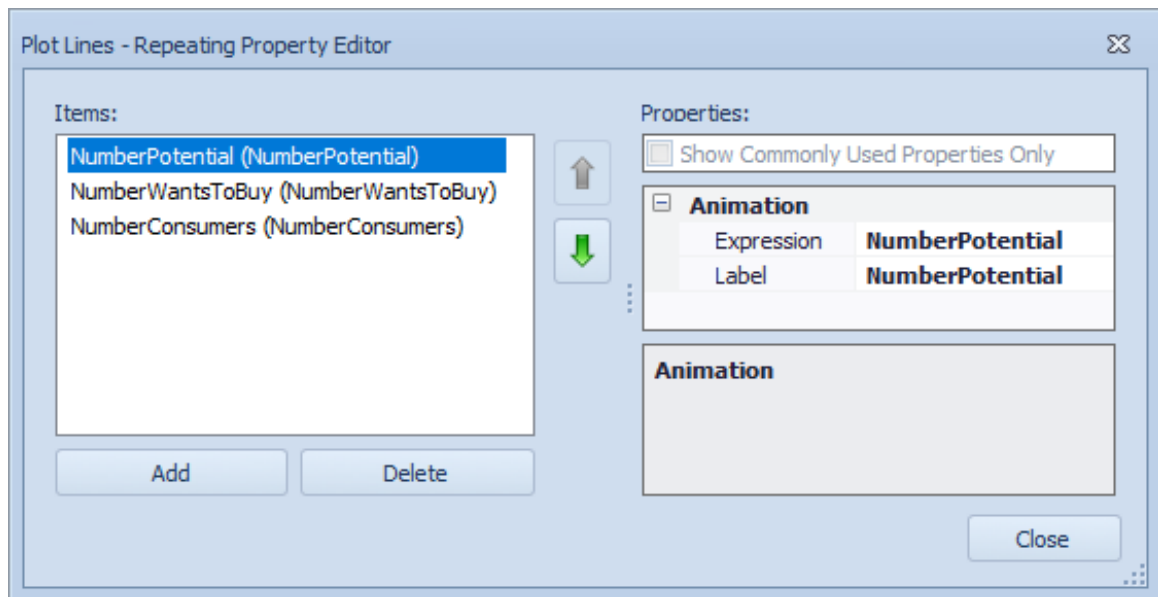 Plot Lines - Repeating Property Editor
Items:
NumberPotential (NumberPotential)
NumberWantsToBuy (NumberWantsToBuy)
NumberConsumers (NumberConsumers)
Add
Delete
Properties:
Show Commonly Used Properties Only
Animation
Expression NumberPotential
Label NumberPotential
Animation
Close